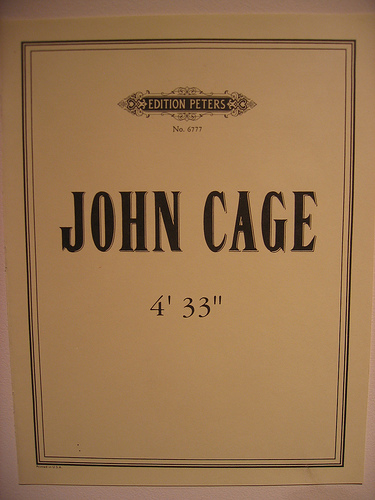 EDITION PETERS
No. 6777
JOHN CAGE
4' 33"